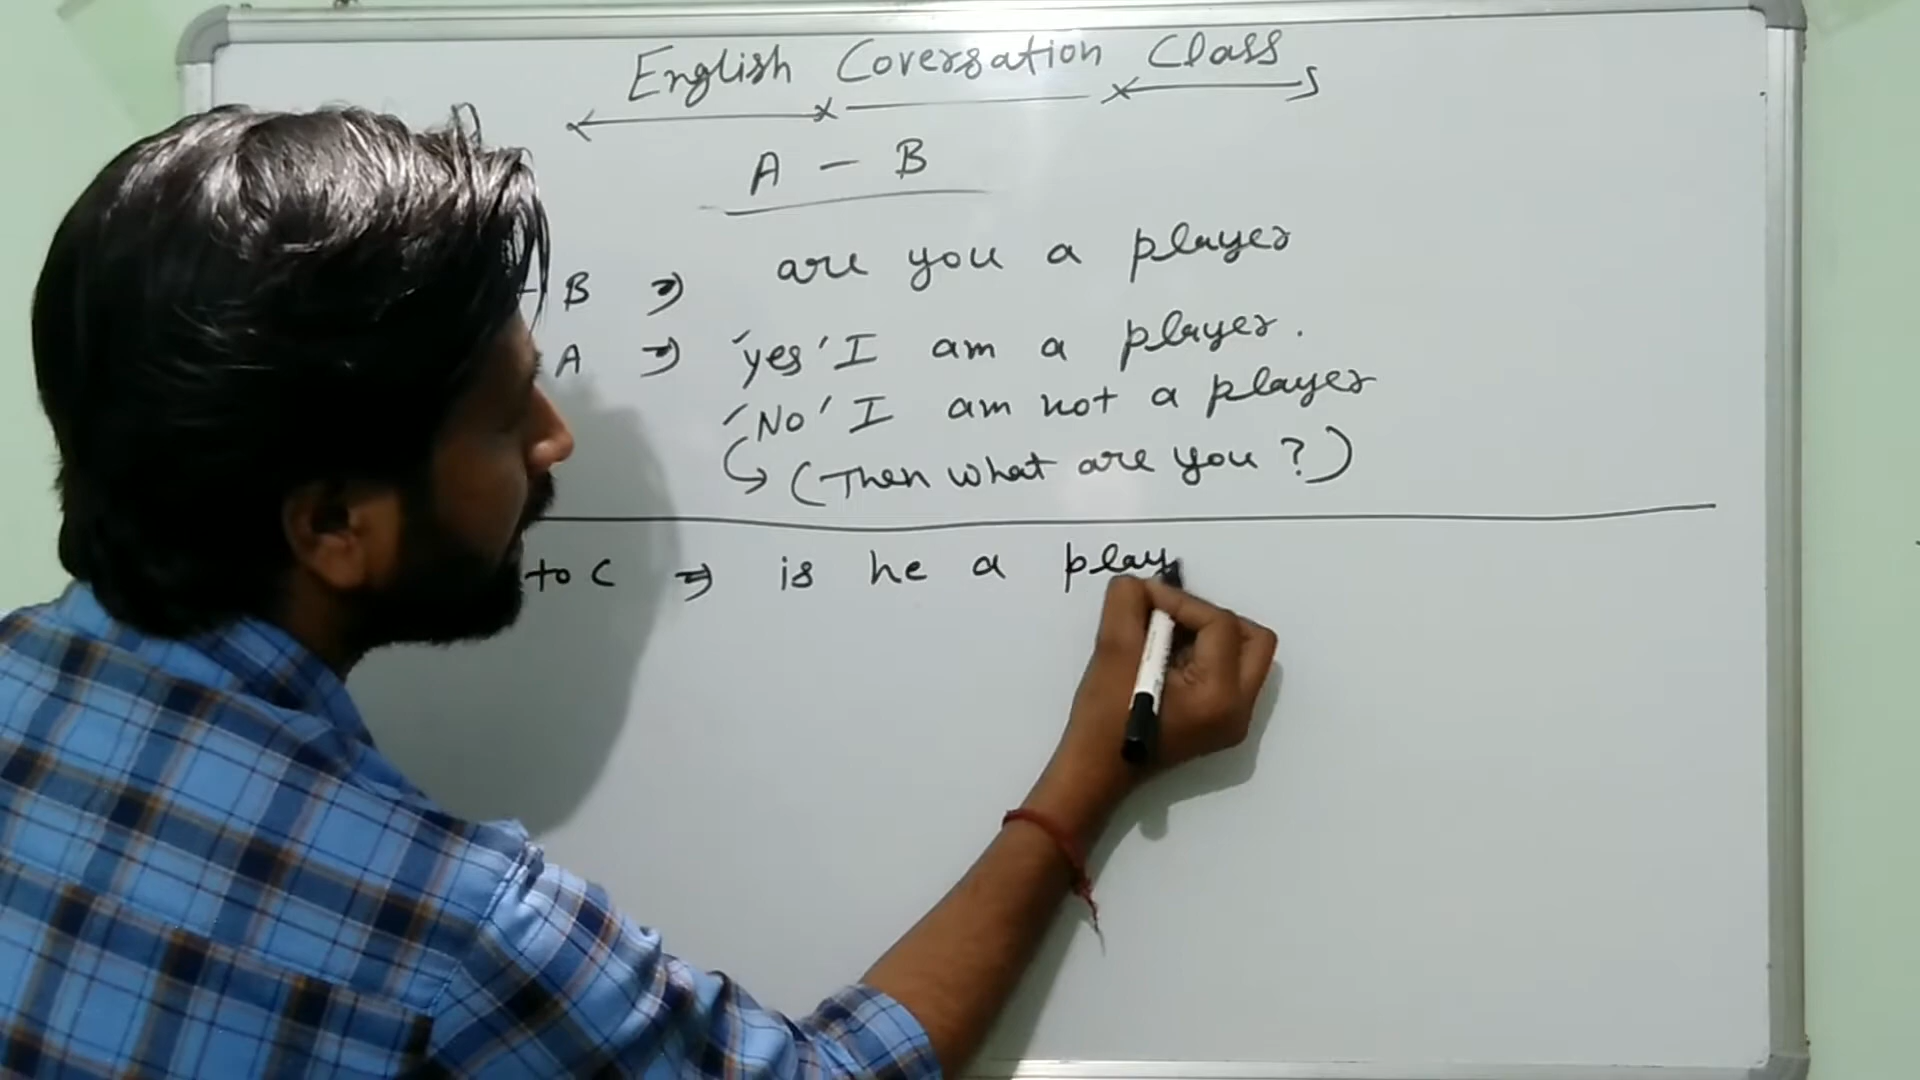 English Coversation Class
A - B
B ⇒ are you a player
A ⇒ 'yes' I am a player.
'No' I am not a player
↳ (Then what are you ?)
to C ⇒ is he a play